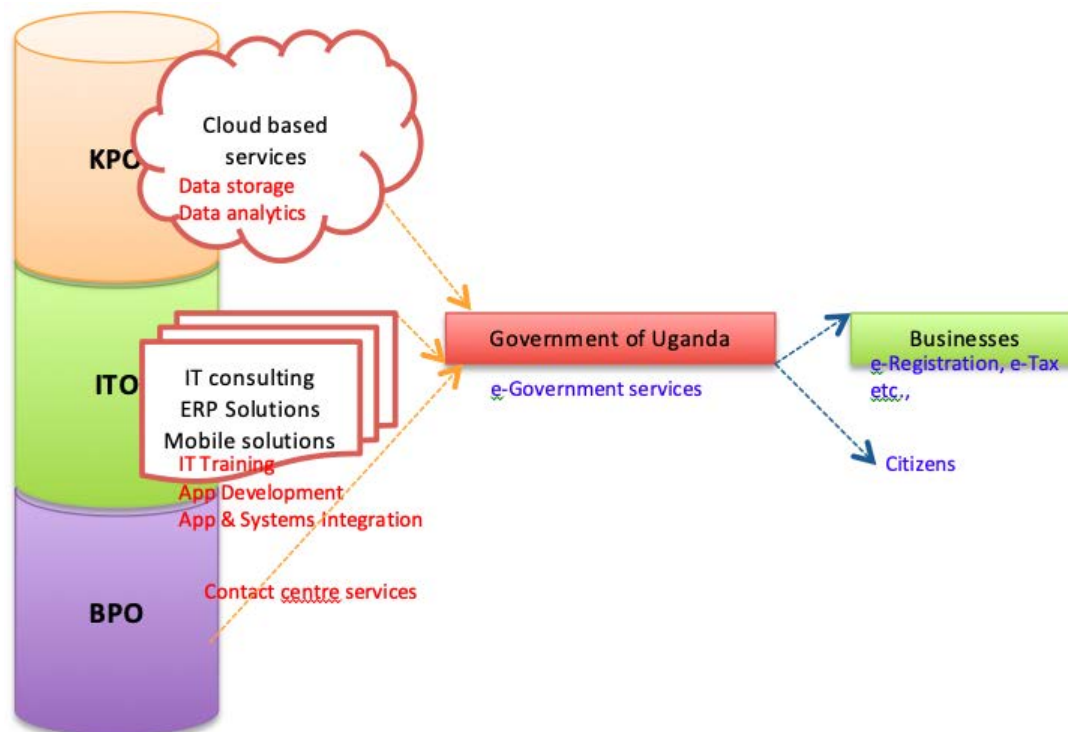 KPO
Cloud based
services
Data storage
Data analytics
ITO
IT consulting
ERP Solutions
Mobile solutions
IT Training
App Development
App & Systems Integration
BPO
Contact centre services
Government of Uganda
e-Government services
Businesses
e-Registration, e-Tax
etc.,
Citizens